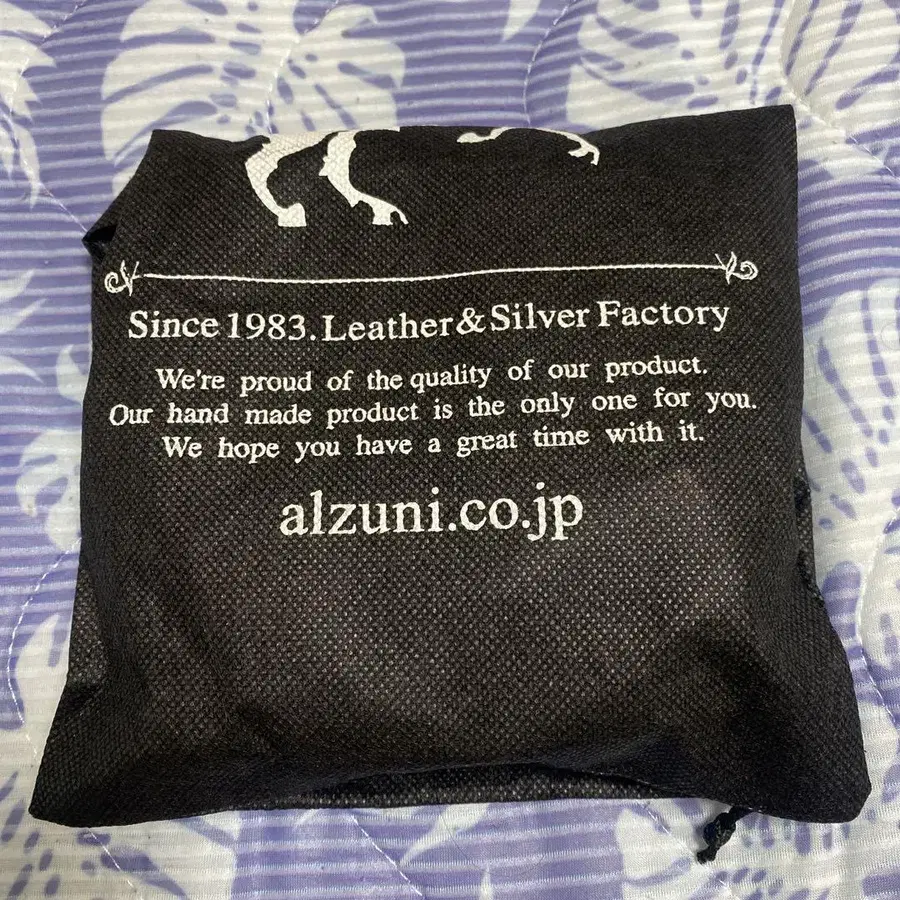 Since 1983. Leather & Silver Factory
We're proud of the quality of our product.
Our hand made product is the only one for you.
We hope you have a great time with it.
alzuni.co.jp